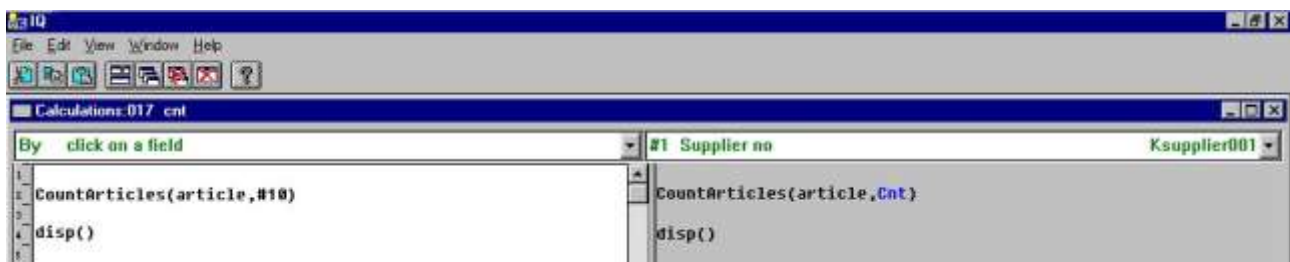 IQ
File Edit View Window Help
Calculations:017 cnt
By click on a field
#1 Supplier no Ksupplier001
1
2 CountArticles(article,#10) CountArticles(article,Cnt)
3
4 disp() disp()
5